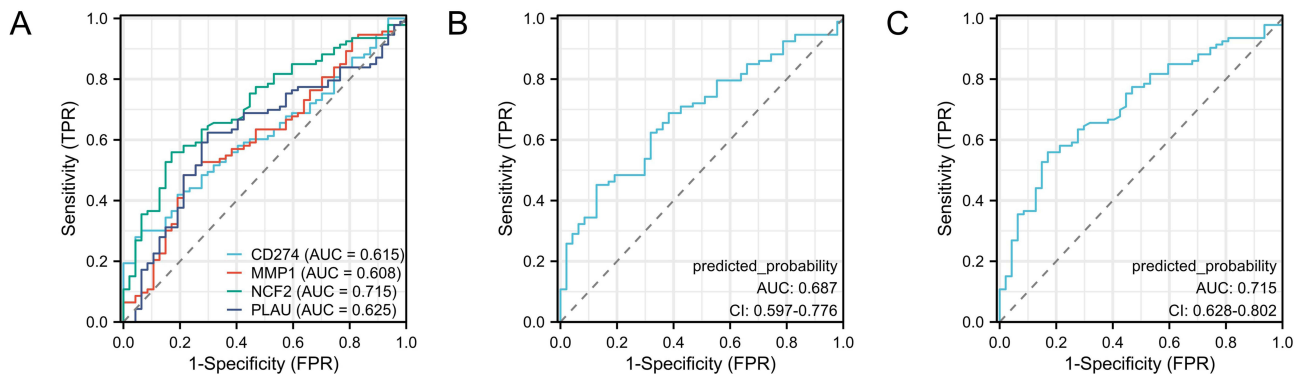 A
Sensitivity (TPR)
1.0
0.8
0.6
0.4
0.2
0.0
CD274 (AUC = 0.615)
MMP1 (AUC = 0.608)
NCF2 (AUC = 0.715)
PLAU (AUC = 0.625)
0.0 0.2 0.4 0.6 0.8 1.0
1-Specificity (FPR)
B
Sensitivity (TPR)
1.0
0.8
0.6
0.4
0.2
0.0
predicted_probability
AUC: 0.687
CI: 0.597-0.776
0.0 0.2 0.4 0.6 0.8 1.0
1-Specificity (FPR)
C
Sensitivity (TPR)
1.0
0.8
0.6
0.4
0.2
0.0
predicted_probability
AUC: 0.715
CI: 0.628-0.802
0.0 0.2 0.4 0.6 0.8 1.0
1-Specificity (FPR)